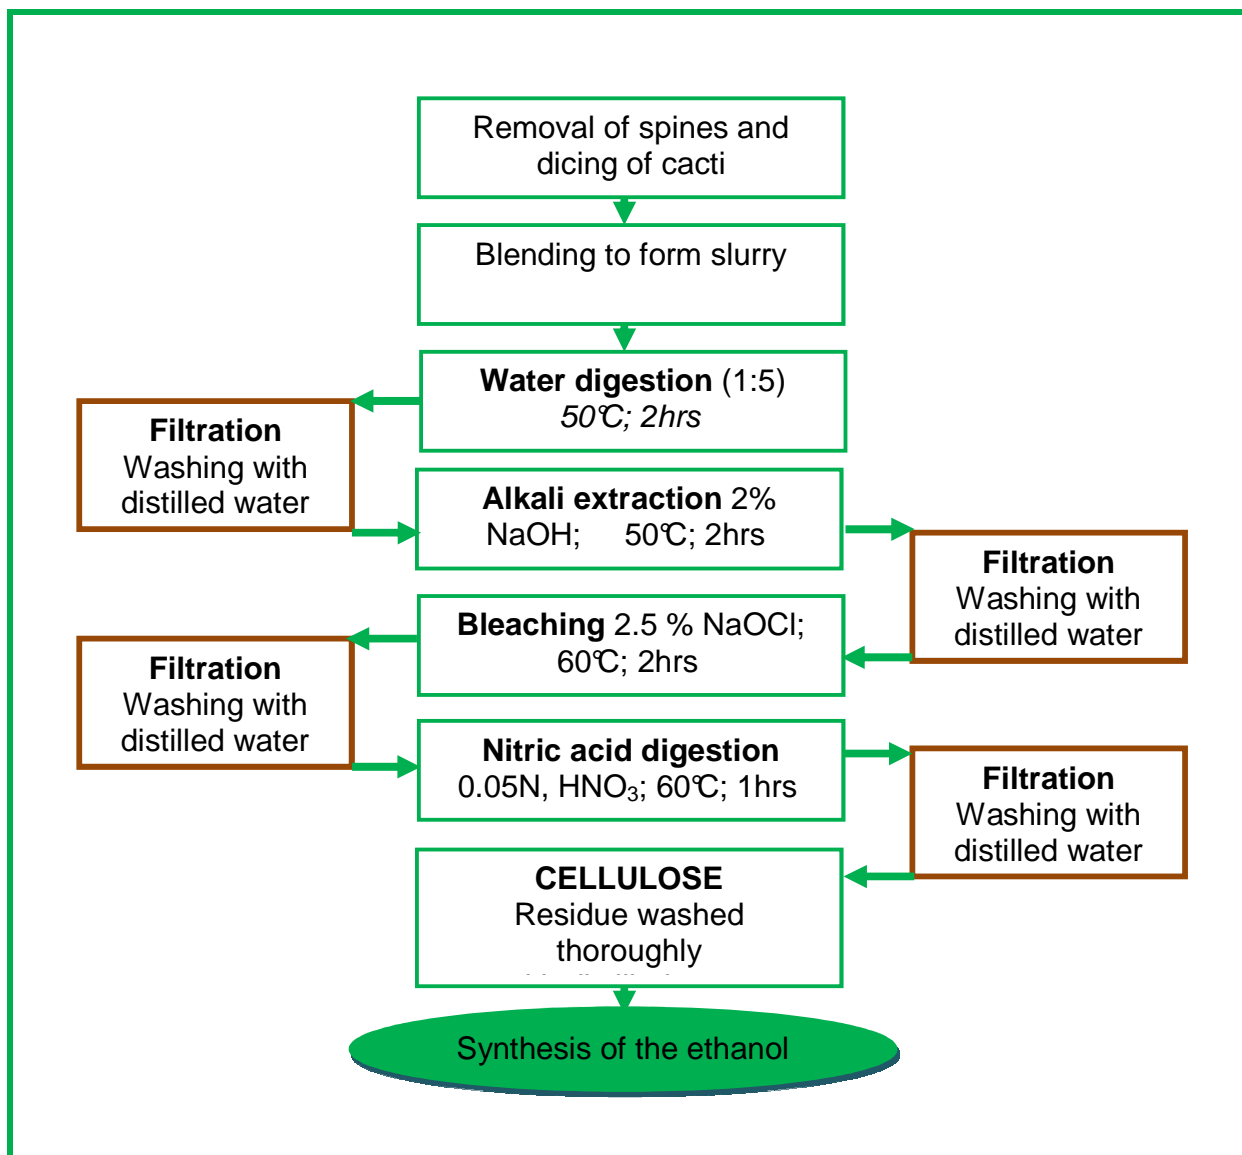 Removal of spines and
dicing of cacti
Blending to form slurry
Water digestion (1:5)
50°C; 2hrs
Filtration
Washing with
distilled water
Alkali extraction 2%
NaOH; 50°C; 2hrs
Filtration
Washing with
distilled water
Bleaching 2.5 % NaOCl;
60°C; 2hrs
Filtration
Washing with
distilled water
Nitric acid digestion
0.05N, HNO₃; 60°C; 1hrs
Filtration
Washing with
distilled water
CELLULOSE
Residue washed
thoroughly
Synthesis of the ethanol